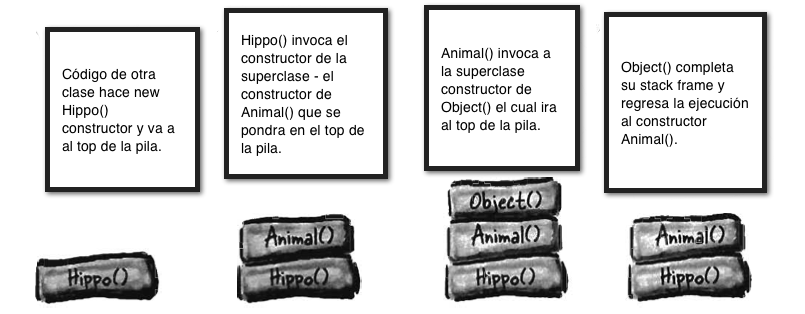 Código de otra
clase hace new
Hippo()
constructor y va a
al top de la pila.
Hippo() invoca el
constructor de la
superclase - el
constructor de
Animal() que se
pondra en el top de
la pila.
Animal() invoca a
la superclase
constructor de
Object() el cual ira
al top de la pila.
Object() completa
su stack frame y
regresa la ejecución
al constructor
Animal().
Hippo()
Animal()
Hippo()
Object()
Animal()
Hippo()
Animal()
Hippo()